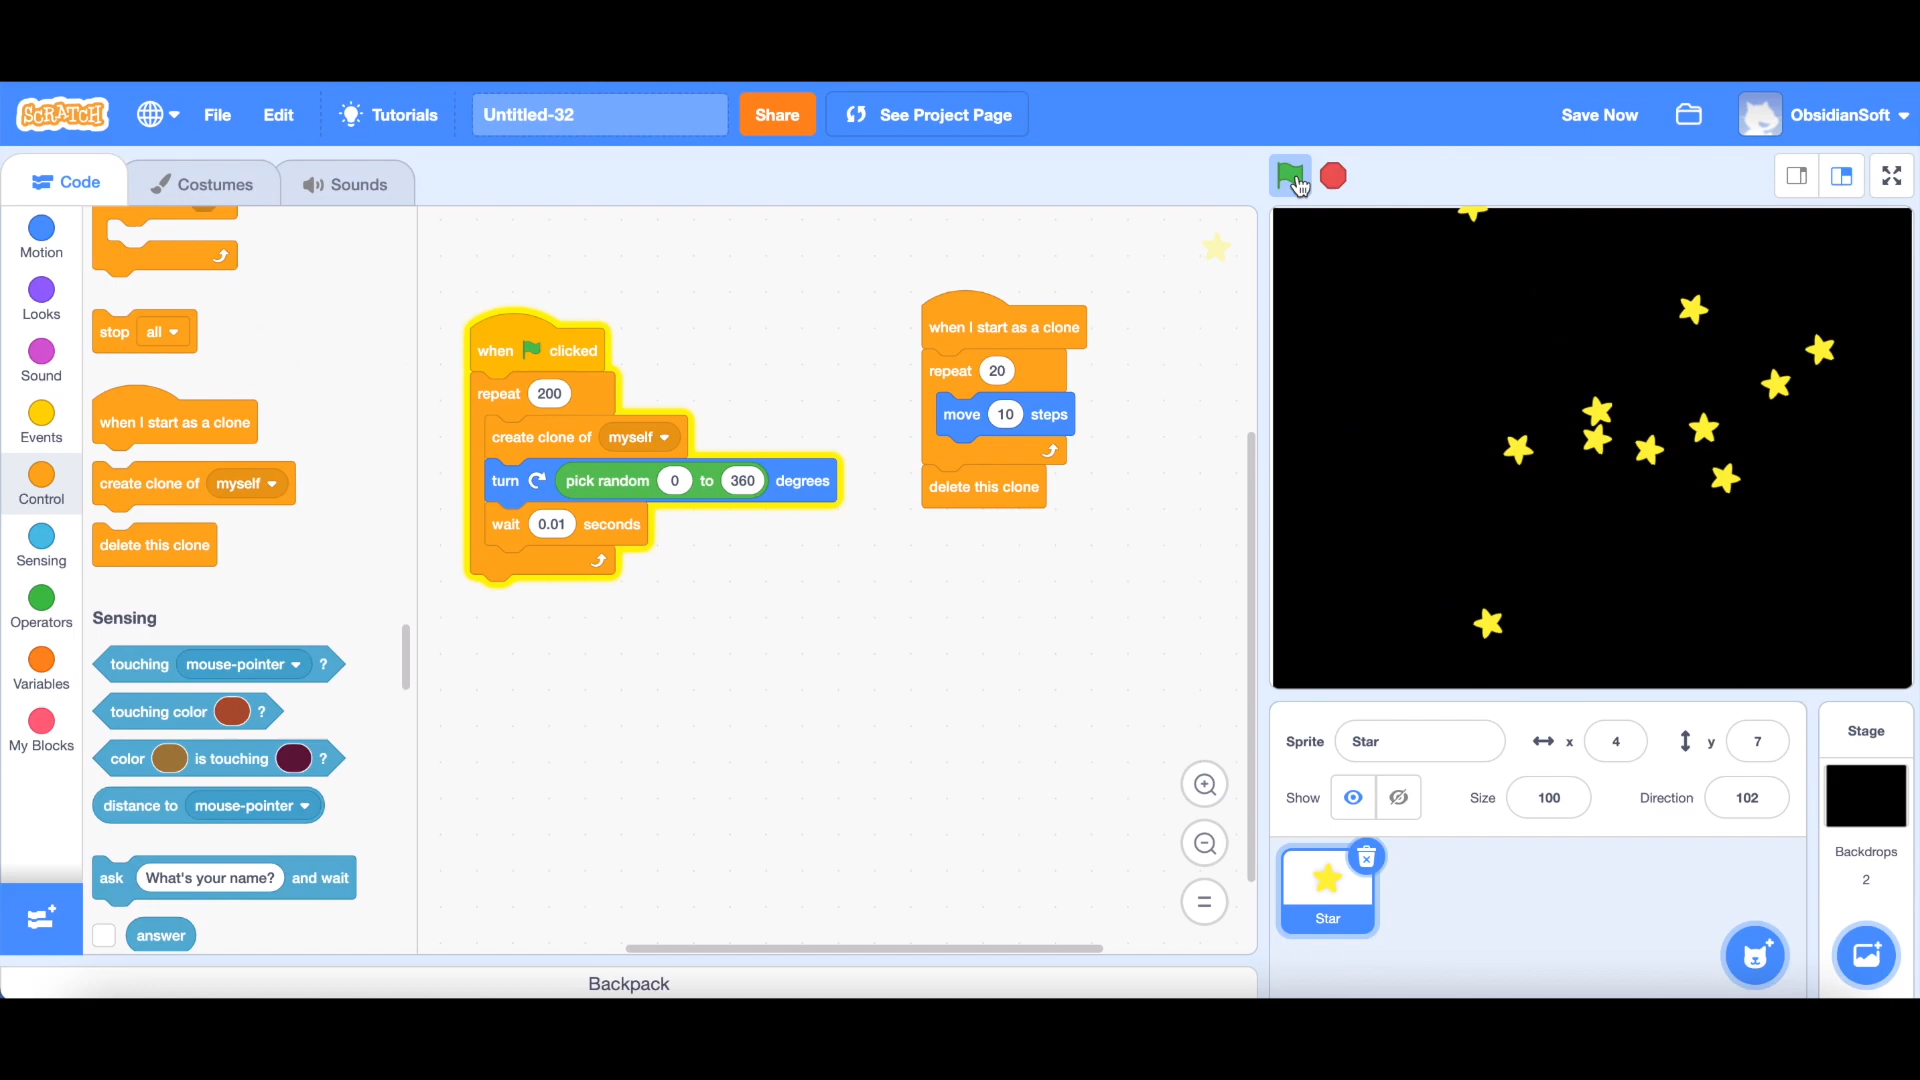 SCRATCH File Edit Tutorials Untitled-32 Share See Project Page Save Now ObsidianSoft
Code Costumes Sounds
Motion
Looks
Sound
Events
Control
Sensing
Operators
Variables
My Blocks
stop all
when I start as a clone
create clone of myself
delete this clone
Sensing
touching mouse-pointer ?
touching color ?
color is touching ?
distance to mouse-pointer
ask What's your name? and wait
answer
when clicked
repeat 200
create clone of myself
turn pick random 0 to 360 degrees
wait 0.01 seconds
when I start as a clone
repeat 20
move 10 steps
delete this clone
Backpack
Sprite Star x 4 y 7
Show Size 100 Direction 102
Star
Stage
Backdrops
2